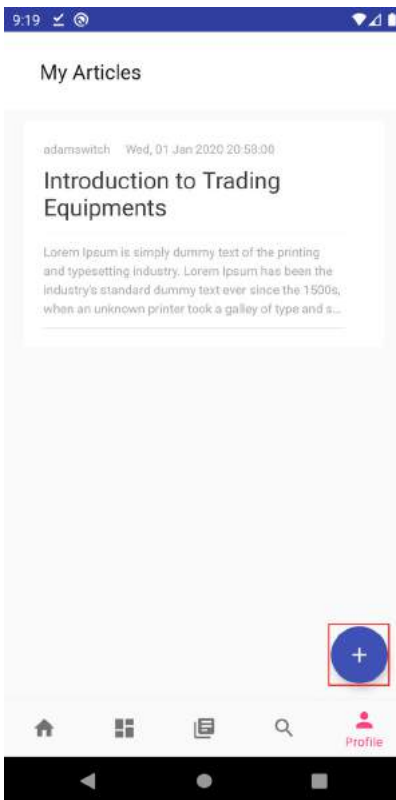 9:19
My Articles
adamswitch Wed, 01 Jan 2020 20:58:00
Introduction to Trading
Equipments
Lorem Ipsum is simply dummy text of the printing
and typesetting industry. Lorem Ipsum has been the
industry's standard dummy text ever since the 1500s,
when an unknown printer took a galley of type and s...
+
Profile